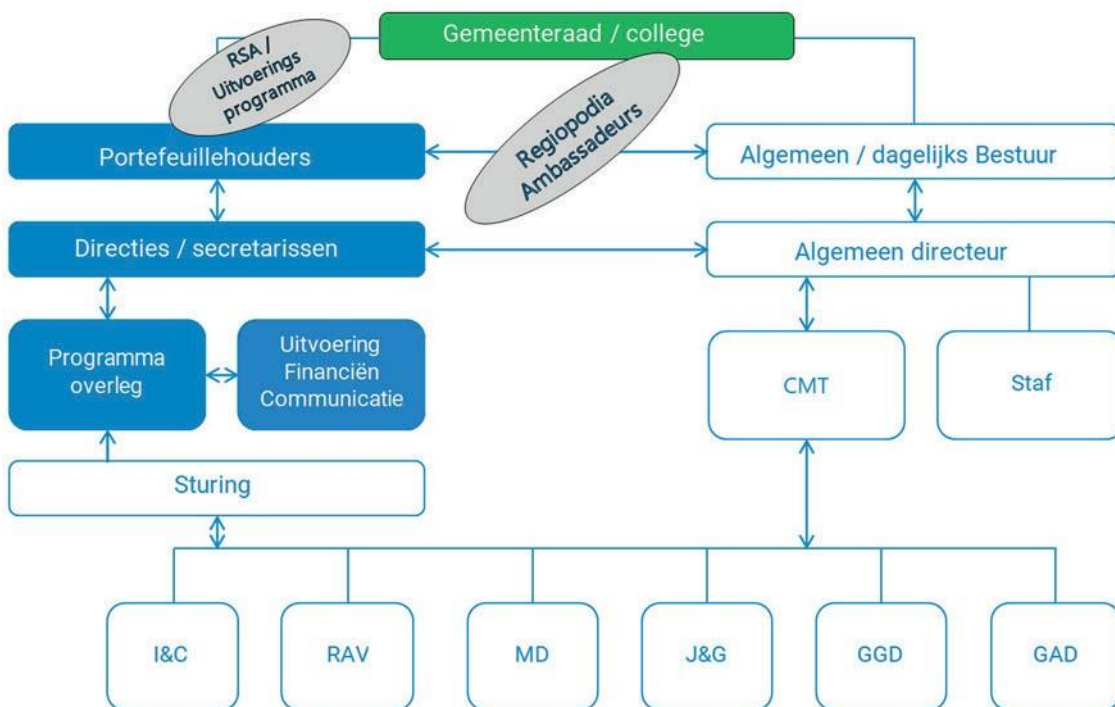 Gemeenteraad / college
RSA /
Uitvoerings
programma
Regiopodia
Ambassadeurs
Portefeuillehouders
Algemeen / dagelijks Bestuur
Directies / secretarissen
Algemeen directeur
Programma
overleg
Uitvoering
Financiën
Communicatie
CMT
Staf
Sturing
I&C
RAV
MD
J&G
GGD
GAD